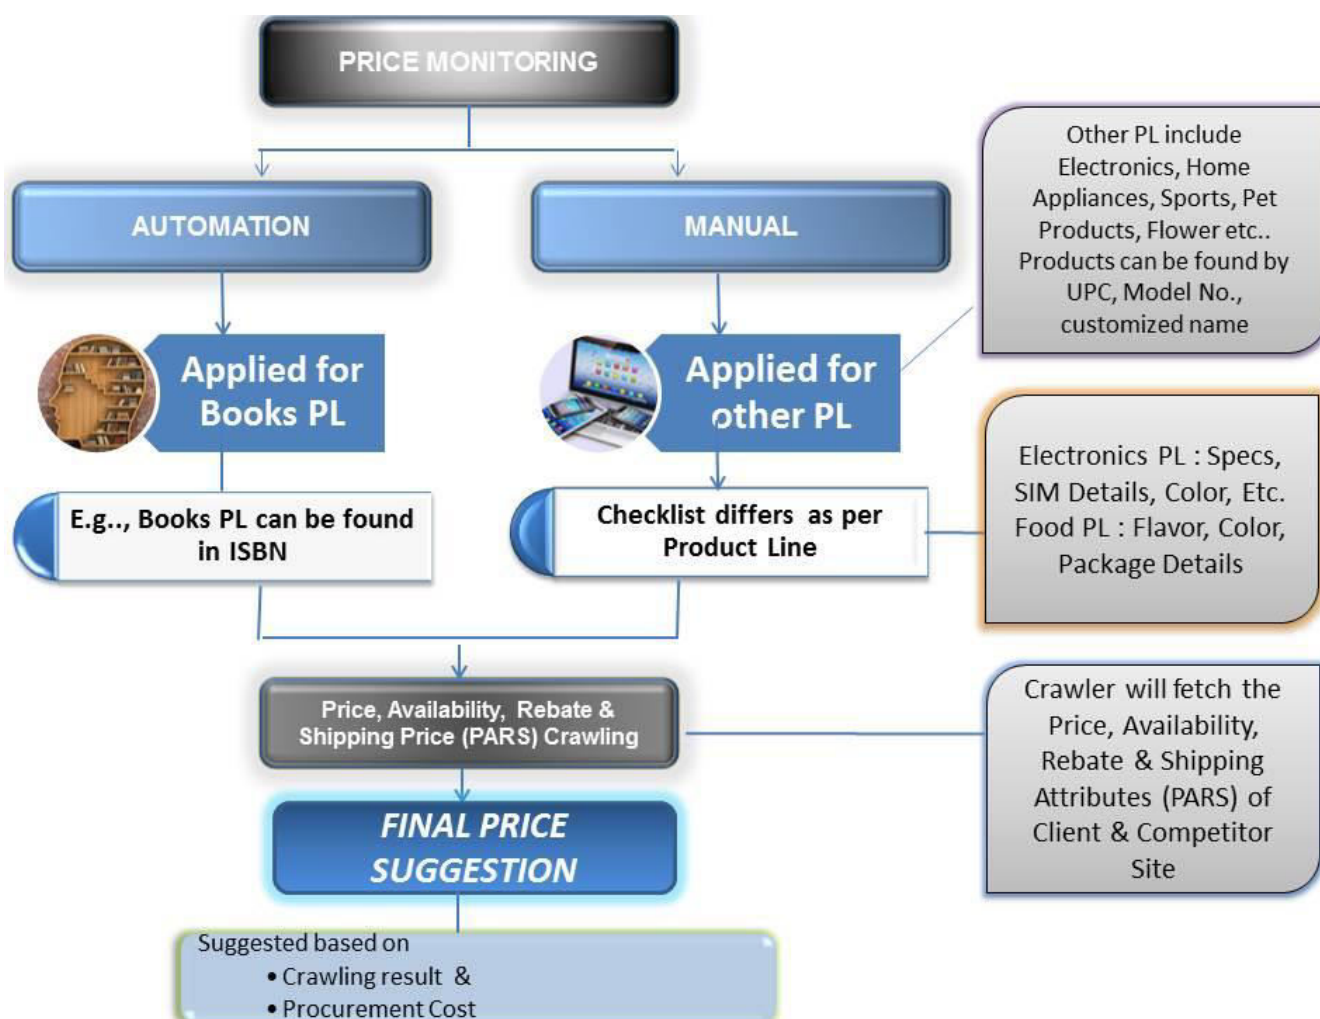 PRICE MONITORING
AUTOMATION
MANUAL
Other PL include
Electronics, Home
Appliances, Sports, Pet
Products, Flower etc..
Products can be found by
UPC, Model No.,
customized name
Applied for
Books PL
Applied for
other PL
E.g.., Books PL can be found
in ISBN
Checklist differs as per
Product Line
Electronics PL : Specs,
SIM Details, Color, Etc.
Food PL : Flavor, Color,
Package Details
Price, Availability, Rebate &
Shipping Price (PARS) Crawling
Crawler will fetch the
Price, Availability,
Rebate & Shipping
Attributes (PARS) of
Client & Competitor
Site
FINAL PRICE
SUGGESTION
Suggested based on
• Crawling result &
• Procurement Cost